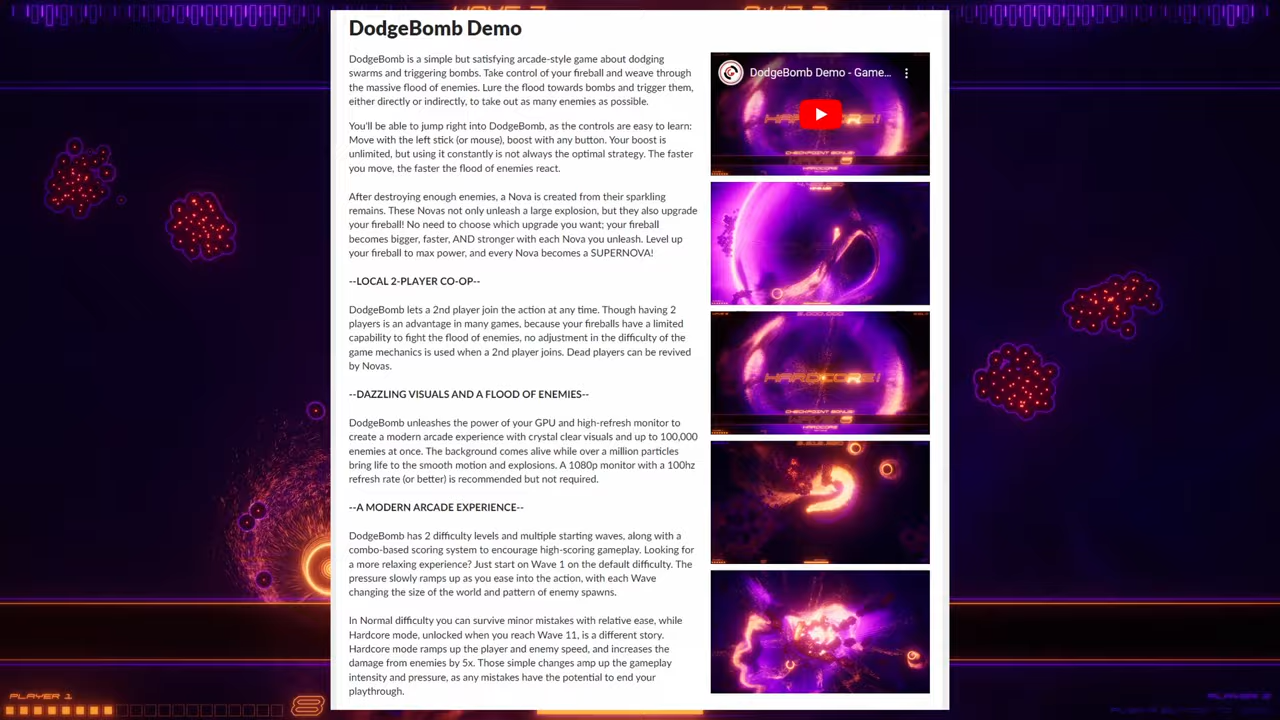 DodgeBomb Demo
DodgeBomb is a simple but satisfying arcade-style game about dodging
swarms and triggering bombs. Take control of your fireball and weave through
the massive flood of enemies. Lure the flood towards bombs and trigger them,
either directly or indirectly, to take out as many enemies as possible.
You'll be able to jump right into DodgeBomb, as the controls are easy to learn:
Move with the left stick (or mouse), boost with any button. Your boost is
unlimited, but using it constantly is not always the optimal strategy. The faster
you move, the faster the flood of enemies react.
After destroying enough enemies, a Nova is created from their sparkling
remains. These Novas not only unleash a large explosion, but they also upgrade
your fireball! No need to choose which upgrade you want; your fireball
becomes bigger, faster, AND stronger with each Nova you unleash. Level up
your fireball to max power, and every Nova becomes a SUPERNOVA!
--LOCAL 2-PLAYER CO-OP--
DodgeBomb lets a 2nd player join the action at any time. Though having 2
players is an advantage in many games, because your fireballs have a limited
capability to fight the flood of enemies, no adjustment in the difficulty of the
game mechanics is used when a 2nd player joins. Dead players can be revived
by Novas.
--DAZZLING VISUALS AND A FLOOD OF ENEMIES--
DodgeBomb unleashes the power of your GPU and high-refresh monitor to
create a modern arcade experience with crystal clear visuals and up to 100,000
enemies at once. The background comes alive while over a million particles
bring life to the smooth motion and explosions. A 1080p monitor with a 100hz
refresh rate (or better) is recommended but not required.
--A MODERN ARCADE EXPERIENCE--
DodgeBomb has 2 difficulty levels and multiple starting waves, along with a
combo-based scoring system to encourage high-scoring gameplay. Looking for
a more relaxing experience? Just start on Wave 1 on the default difficulty. The
pressure slowly ramps up as you ease into the action, with each Wave
changing the size of the world and pattern of enemy spawns.
In Normal difficulty you can survive minor mistakes with relative ease, while
Hardcore mode, unlocked when you reach Wave 11, is a different story.
Hardcore mode ramps up the player and enemy speed, and increases the
damage from enemies by 5x. Those simple changes amp up the gameplay
intensity and pressure, as any mistakes have the potential to end your
playthrough.
DodgeBomb Demo - Game...
HARDCORE!
CHECKPOINT BONUS:
HARDCORE!
CHECKPOINT BONUS:
HARDCORE
PLAYER 1
8
PLAYER 2